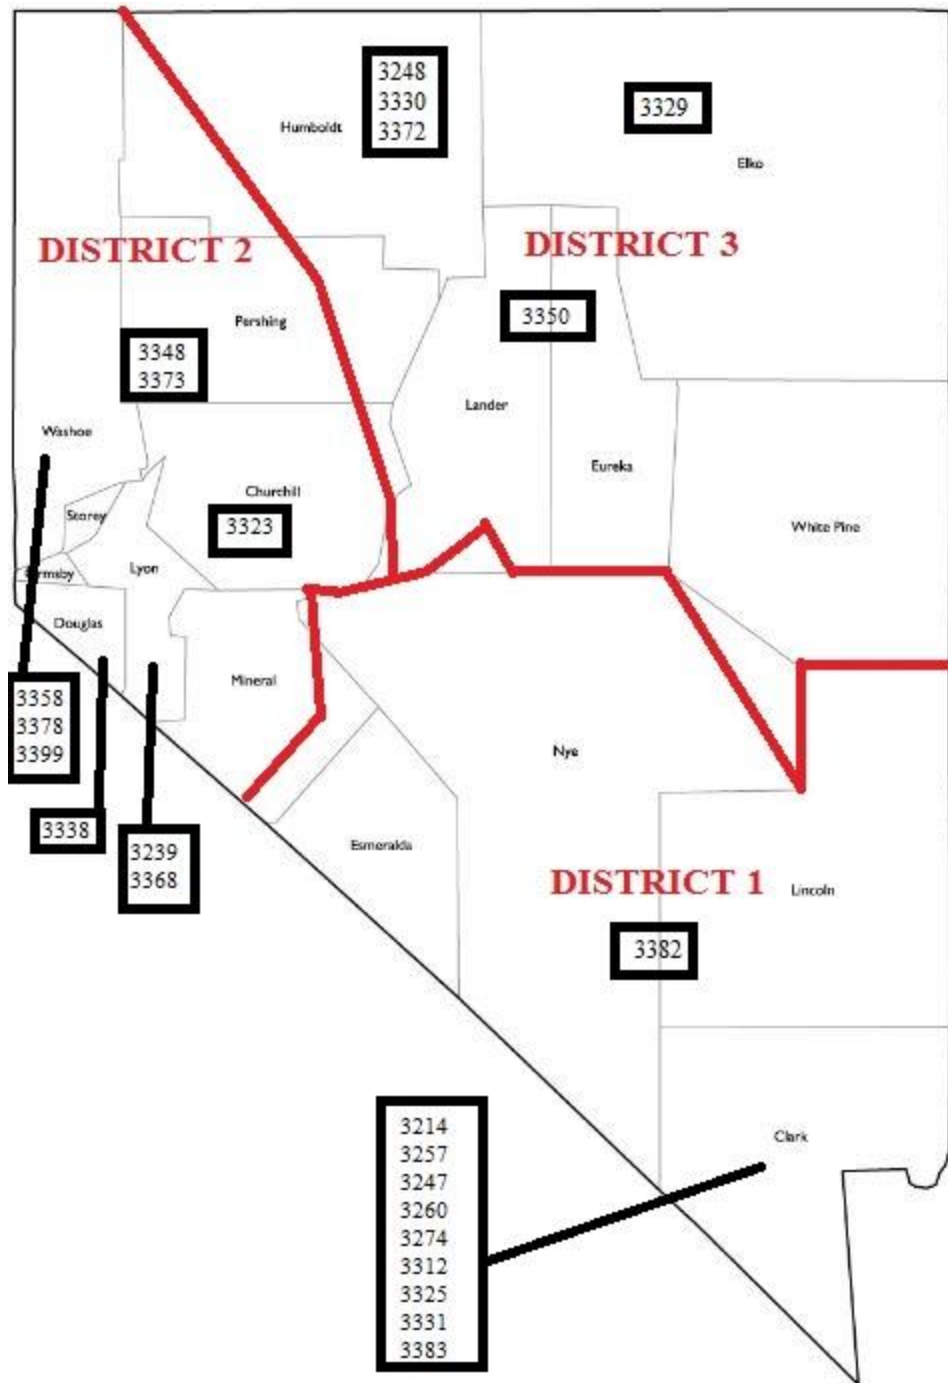 3248
3330
3372
3329
Humboldt
Elko
DISTRICT 2
DISTRICT 3
3350
Pershing
3348
3373
Lander
Washoe
Eureka
Churchill
3323
Storey
White Pine
Lyon
Douglas
Mineral
3358
3378
3399
Nye
3338
3239
3368
Esmeralda
DISTRICT 1
Lincoln
3382
3214
3257
3247
3260
3274
3312
3325
3331
3383
Clark